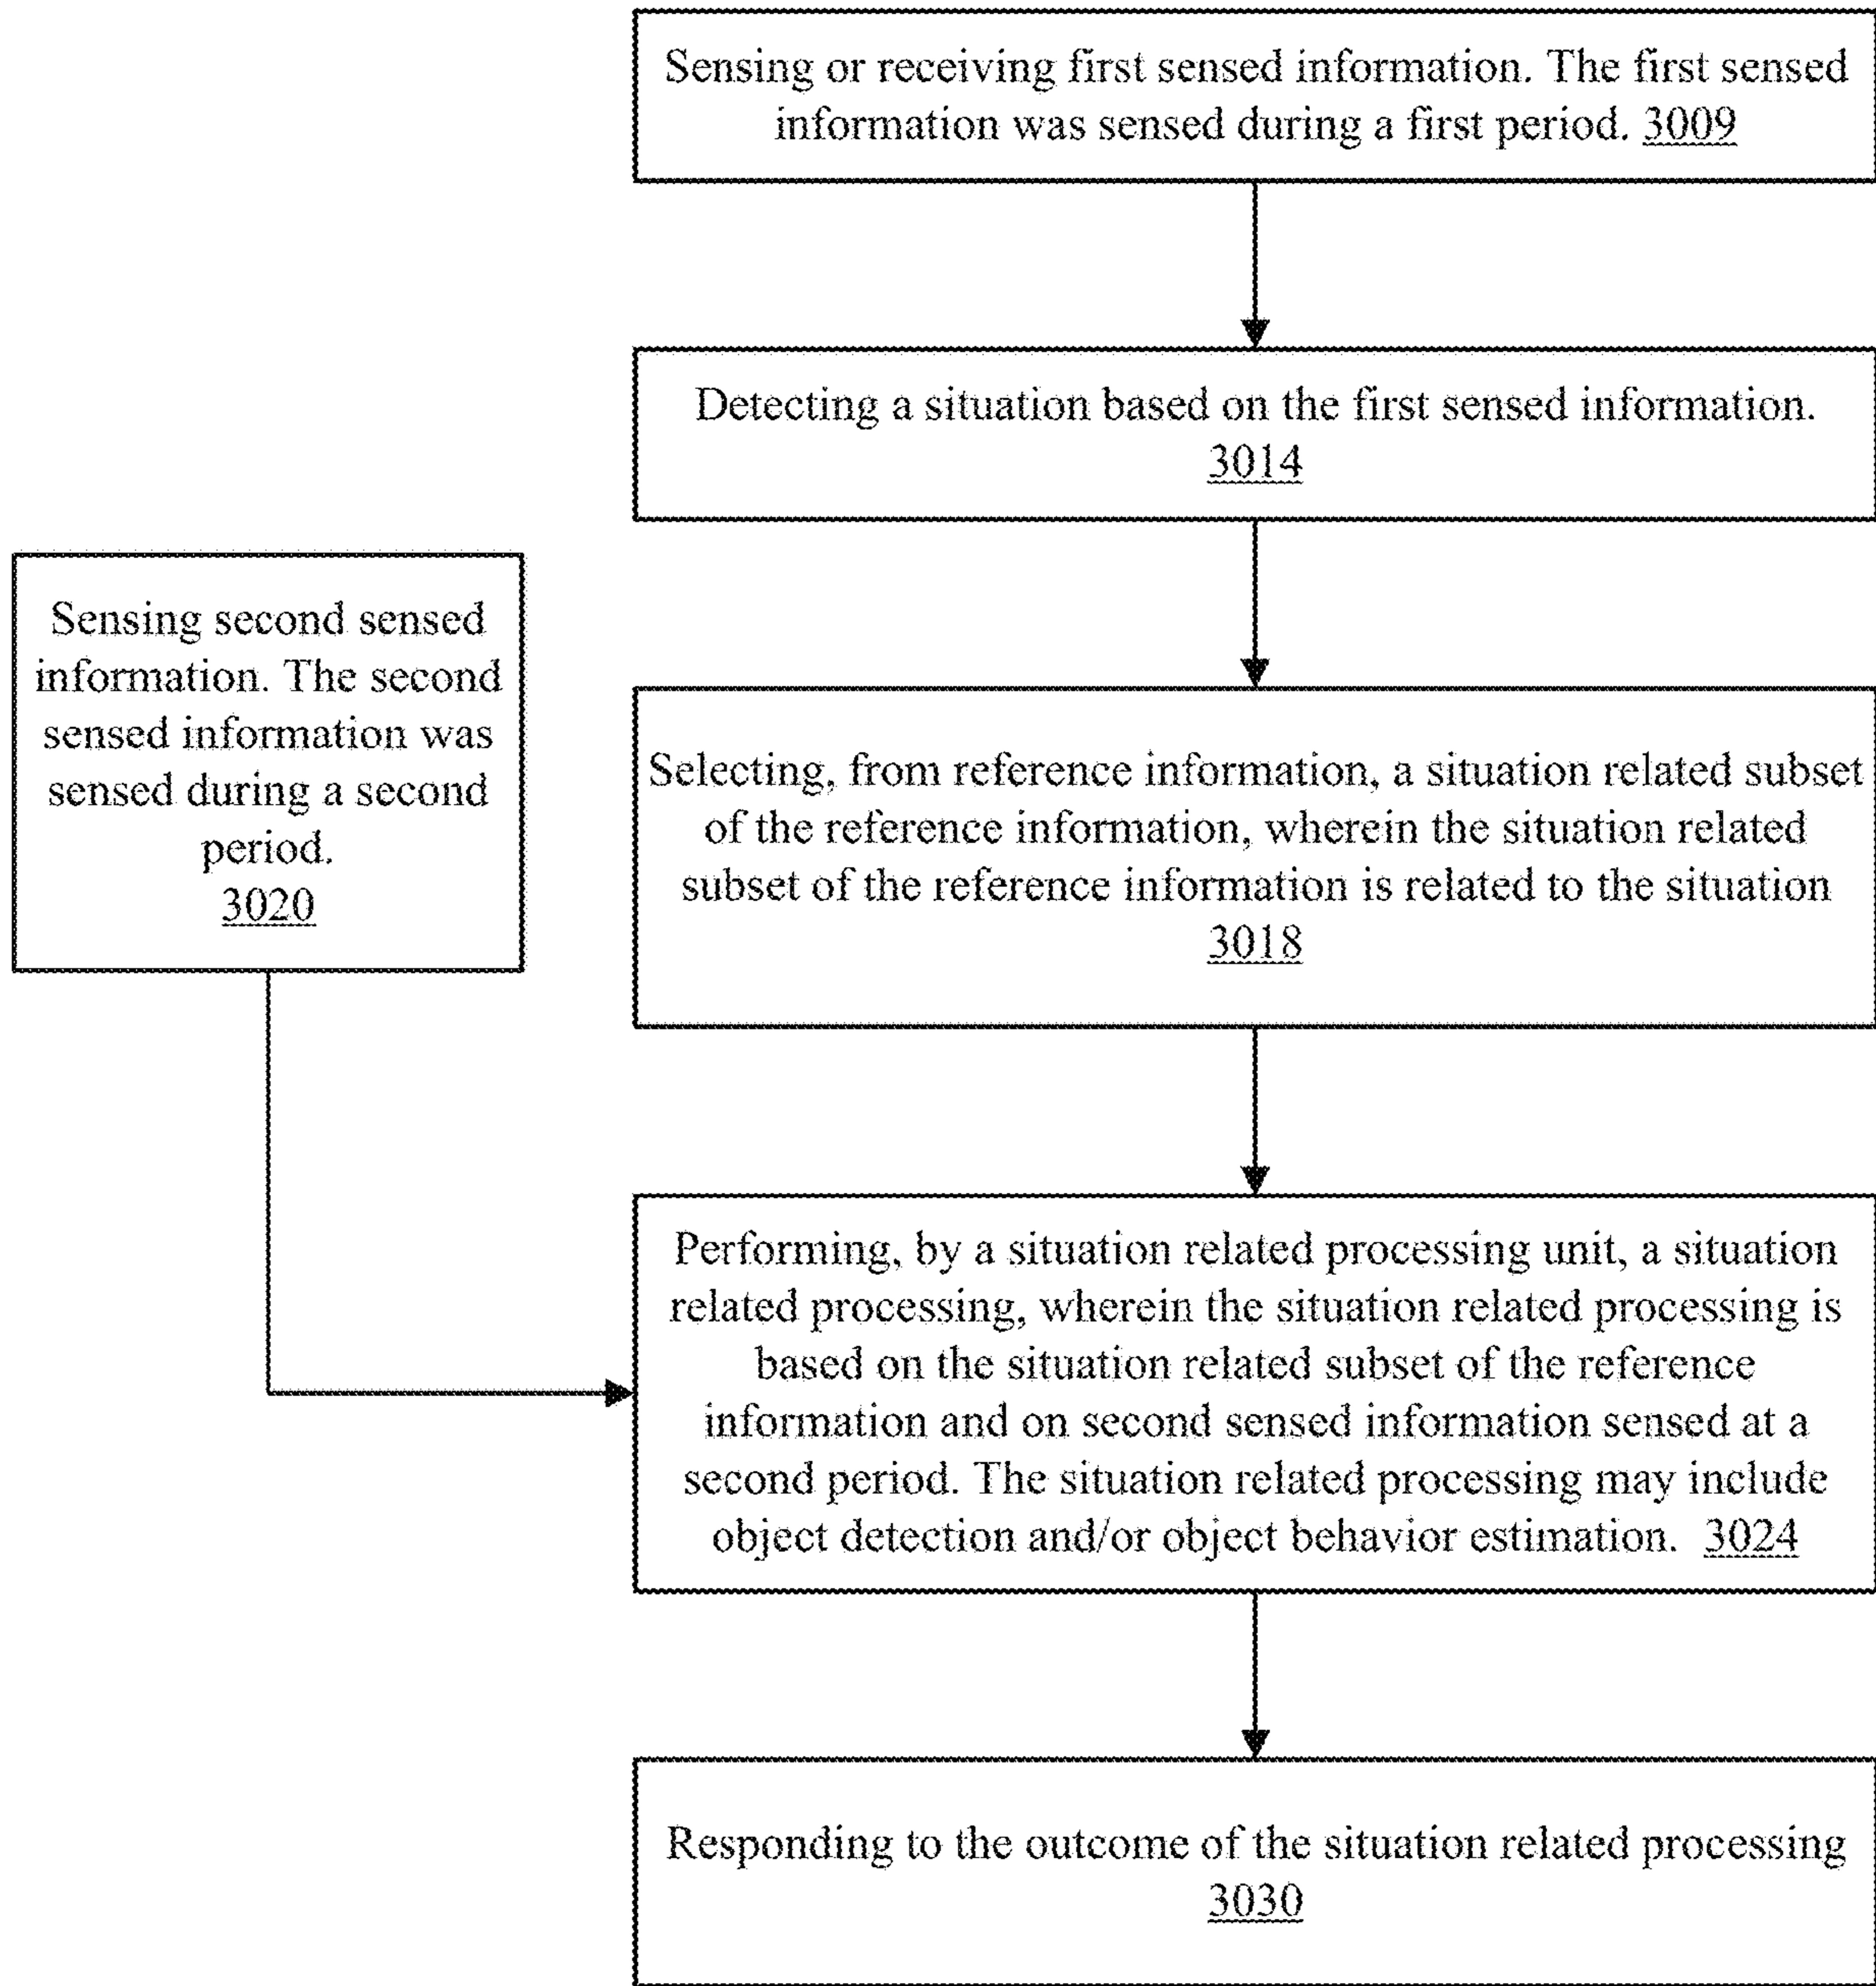 Sensing or receiving first sensed information. The first sensed
information was sensed during a first period. 3009
Detecting a situation based on the first sensed information.
3014
Sensing second sensed
information. The second
sensed information was
sensed during a second
period.
3020
Selecting, from reference information, a situation related subset
of the reference information, wherein the situation related
subset of the reference information is related to the situation
3018
Performing, by a situation related processing unit, a situation
related processing, wherein the situation related processing is
based on the situation related subset of the reference
information and on second sensed information sensed at a
second period. The situation related processing may include
object detection and/or object behavior estimation. 3024
Responding to the outcome of the situation related processing
3030